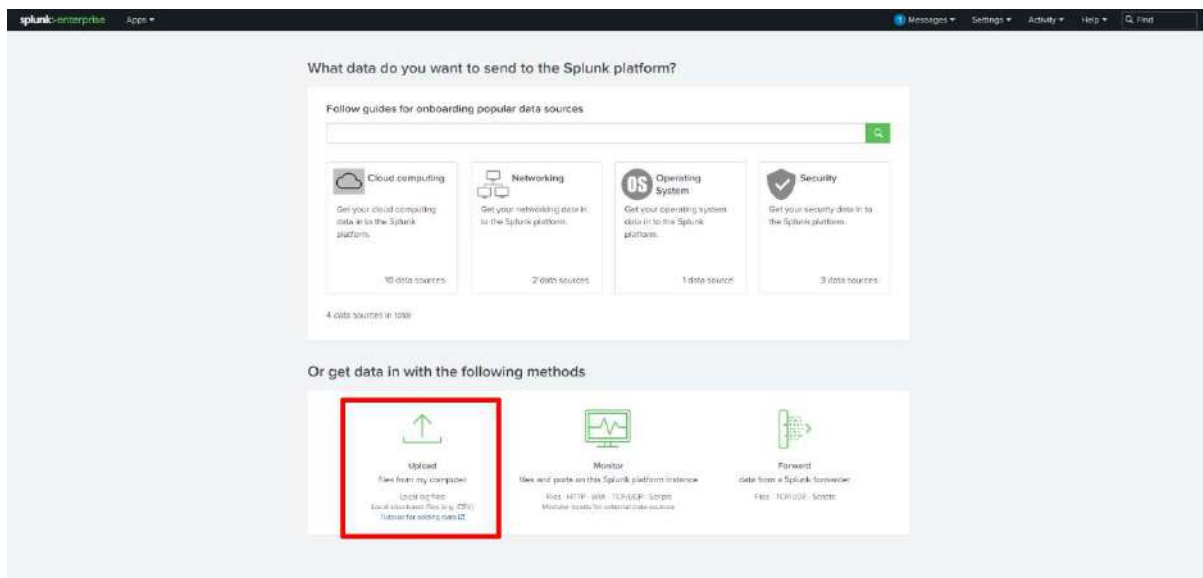 splunk>enterprise Apps
1 Messages Settings Activity Help Find
What data do you want to send to the Splunk platform?
Follow guides for onboarding popular data sources
Cloud computing
Get your cloud computing
data in to the Splunk
platform.
10 data sources
Networking
Get your networking data in
to the Splunk platform.
2 data sources
OS
Operating
System
Get your operating system
data in to the Splunk
platform.
1 data source
Security
Get your security data in to
the Splunk platform.
3 data sources
4 data sources in total
Or get data in with the following methods
Upload
files from my computer
Local log files
Local structured files (e.g. CSV)
Tutorial for adding data
Monitor
files and ports on this Splunk platform instance
Files - HTTP - WMI - TCP/UDP - Scripts
Modular inputs for external data sources
Forward
data from a Splunk forwarder
Files - TCP/UDP - Scripts